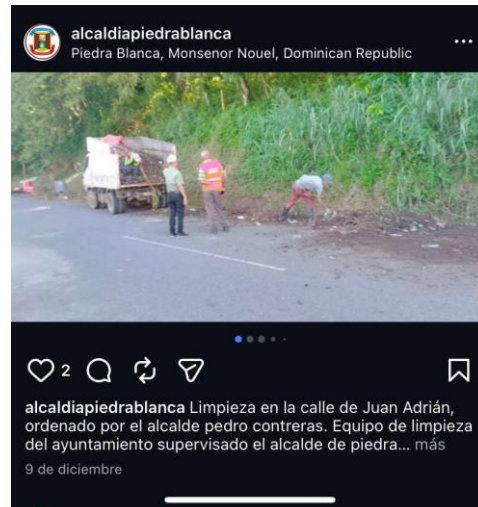 alcaldiapiedrablanca
Piedra Blanca, Monsenor Nouel, Dominican Republic
2
alcaldiapiedrablanca Limpieza en la calle de Juan Adrián,
ordenado por el alcalde pedro contreras. Equipo de limpieza
del ayuntamiento supervisado el alcalde de piedra... más
9 de diciembre